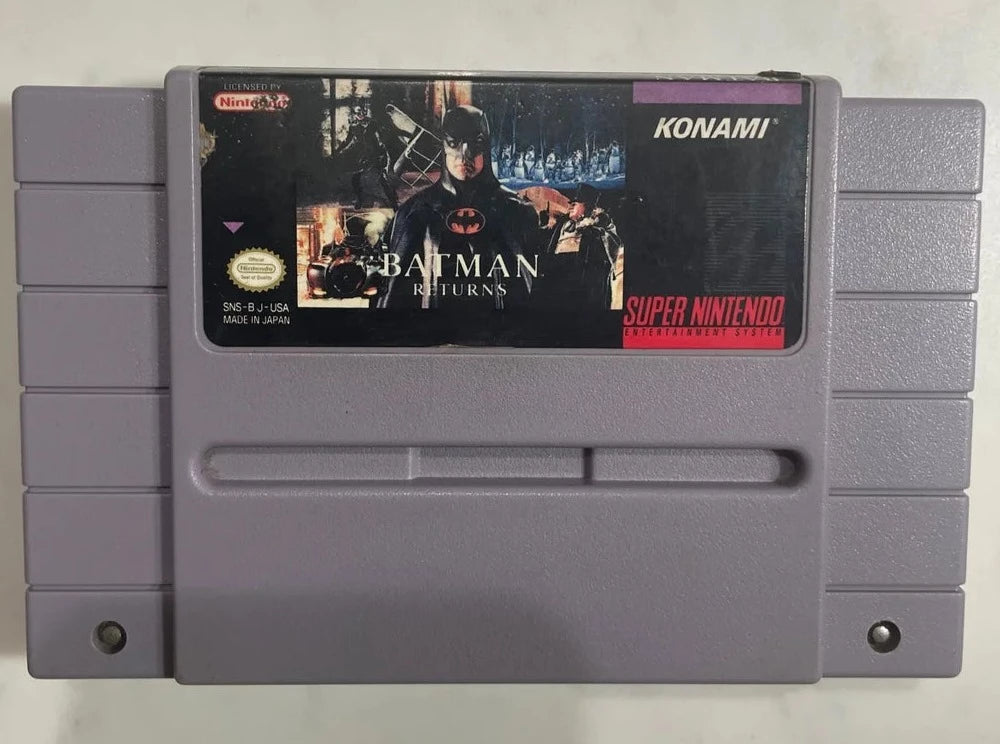 LICENSED BY
Nintendo
KONAMI®
BATMAN
RETURNS
Official
Nintendo
Seal of Quality
SNS-BJ-USA
MADE IN JAPAN
SUPER NINTENDO
ENTERTAINMENT SYSTEM